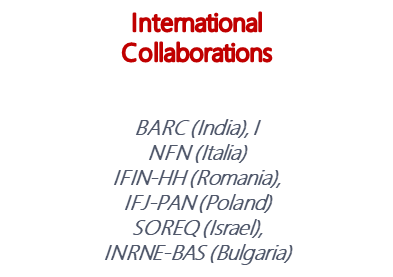 International
Collaborations
BARC (India), I
NFN (Italia)
IFIN-HH (Romania),
IFJ-PAN (Poland)
SOREQ (Israel),
INRNE-BAS (Bulgaria)